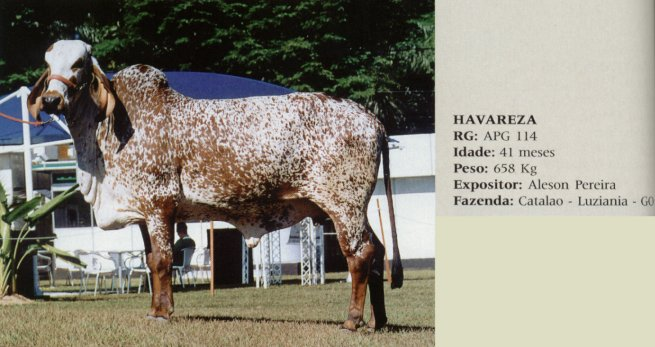 HAVAREZA
RG: APG 114
Idade: 41 meses
Peso: 658 Kg
Expositor: Aleson Pereira
Fazenda: Catalao - Luziania - GO